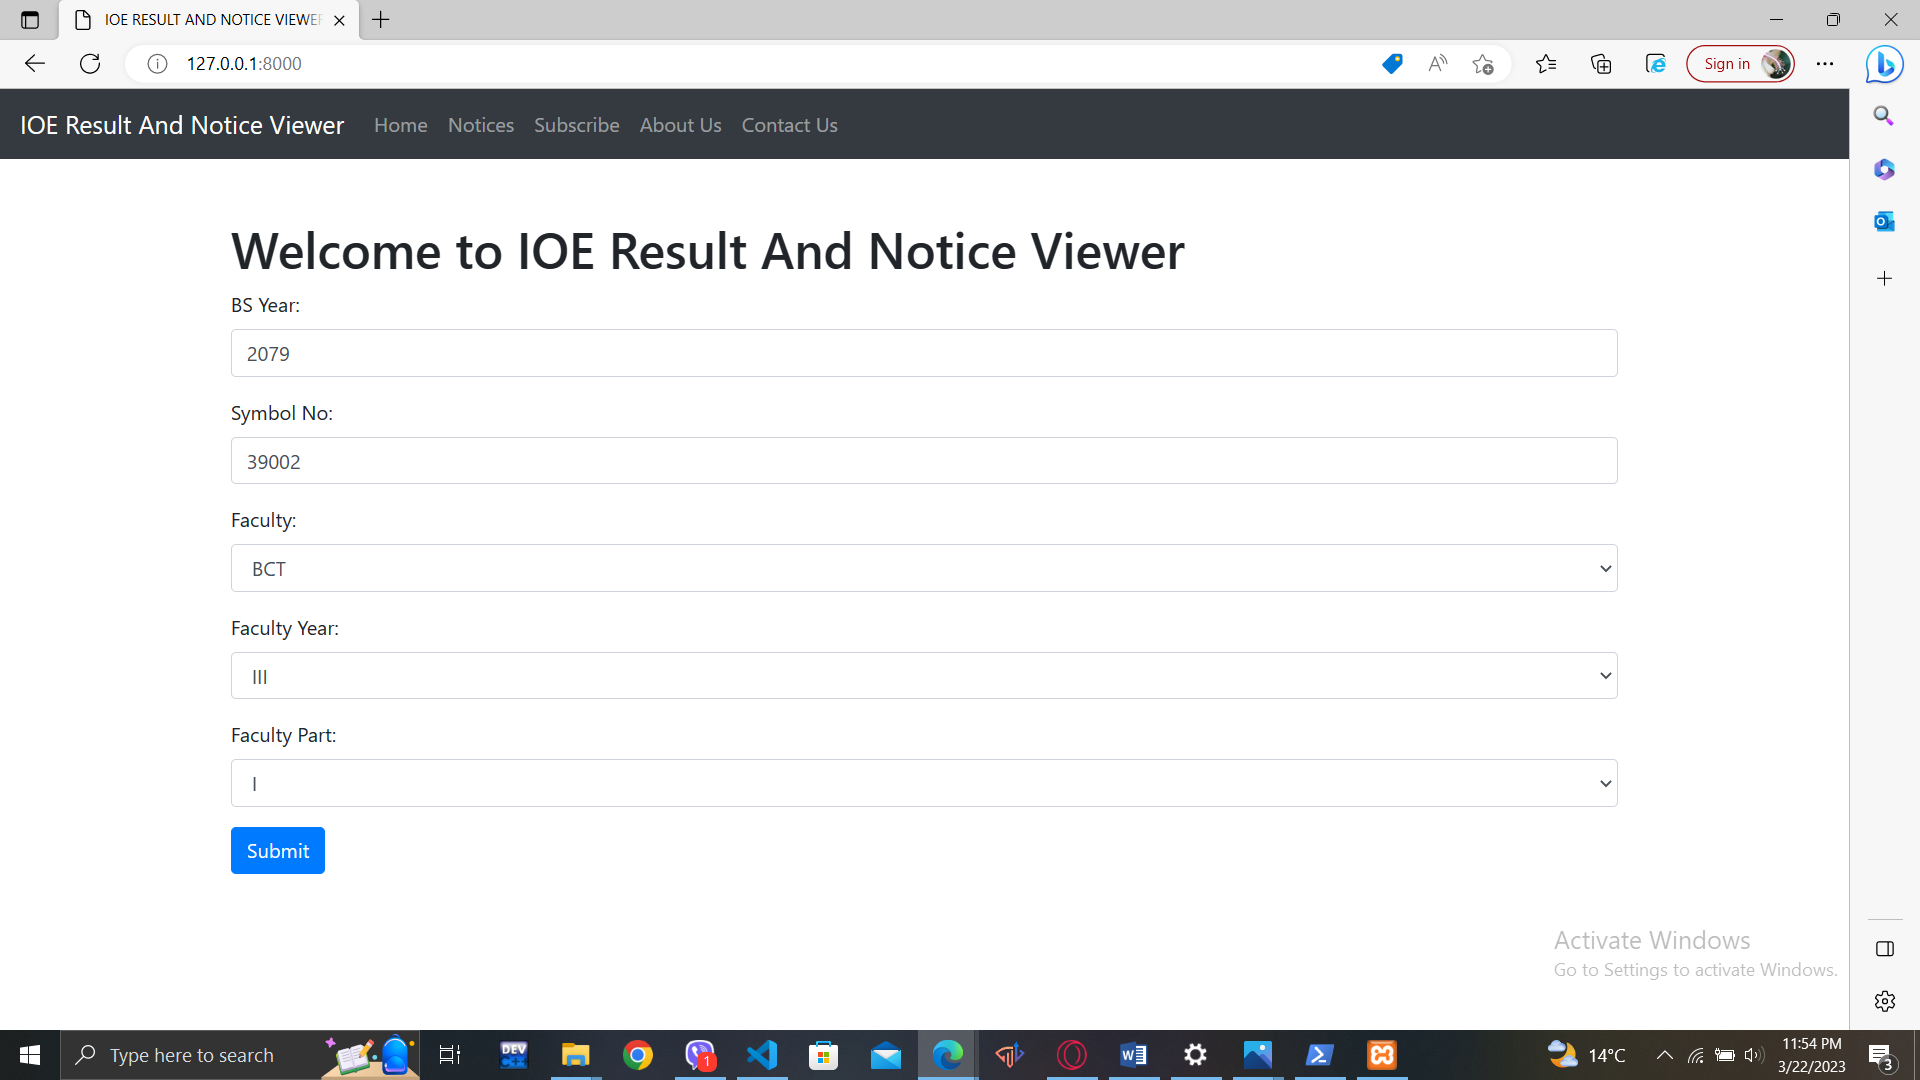 IOE RESULT AND NOTICE VIEWER
127.0.0.1:8000
Sign in
IOE Result And Notice Viewer Home Notices Subscribe About Us Contact Us
Welcome to IOE Result And Notice Viewer
BS Year:
2079
Symbol No:
39002
Faculty:
BCT
Faculty Year:
III
Faculty Part:
I
Submit
Activate Windows
Go to Settings to activate Windows.
Type here to search
DEV
1
14°C
11:54 PM
3/22/2023
3